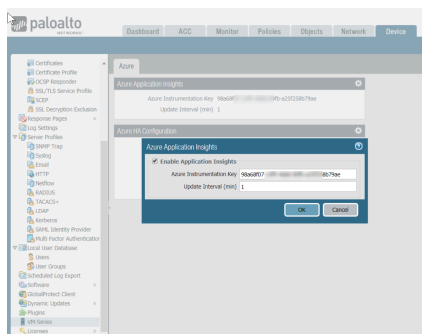 paloalto
NETWORKS
Dashboard ACC Monitor Policies Objects Network Device
Certificates
Certificate Profile
OCSP Responder
SSL/TLS Service Profile
SCEP
SSL Decryption Exclusion
Response Pages
Log Settings
Server Profiles
SNMP Trap
Syslog
Email
HTTP
Netflow
RADIUS
TACACS+
LDAP
Kerberos
SAML Identity Provider
Multi Factor Authenticator
Local User Database
Users
User Groups
Scheduled Log Export
Software
GlobalProtect Client
Dynamic Updates
Plugins
VM-Series
Licenses
Azure
Azure Application Insights
Azure Instrumentation Key 98a68f
Update Interval (min) 1
Azure HA Configuration
Azure Application Insights
Enable Application Insights
Azure Instrumentation Key 98a68f07 8b79ae
Update Interval (min) 1
OK Cancel